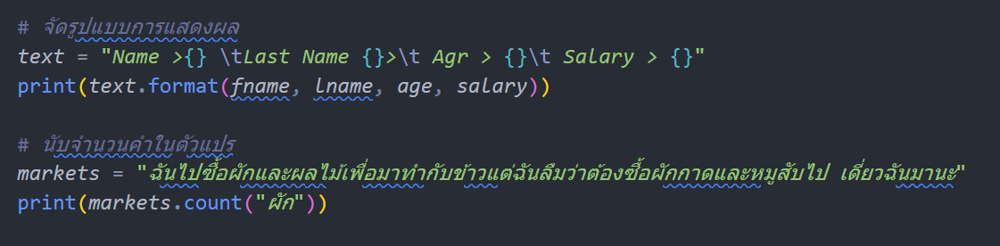 # จัดรูปแบบการแสดงผล
text = "Name >{} \tLast Name {}>\t Agr > {}\t Salary > {}"
print(text.format(fname, lname, age, salary))
# นับจำนวนคำในตัวแปร
markets = "ฉันไปซื้อผักและผลไม้เพื่อมาทำกับข้าวแต่ฉันลืมว่าต้องซื้อผักกาดและหมูสับไป เดี่ยวฉันมานะ"
print(markets.count("ผัก"))